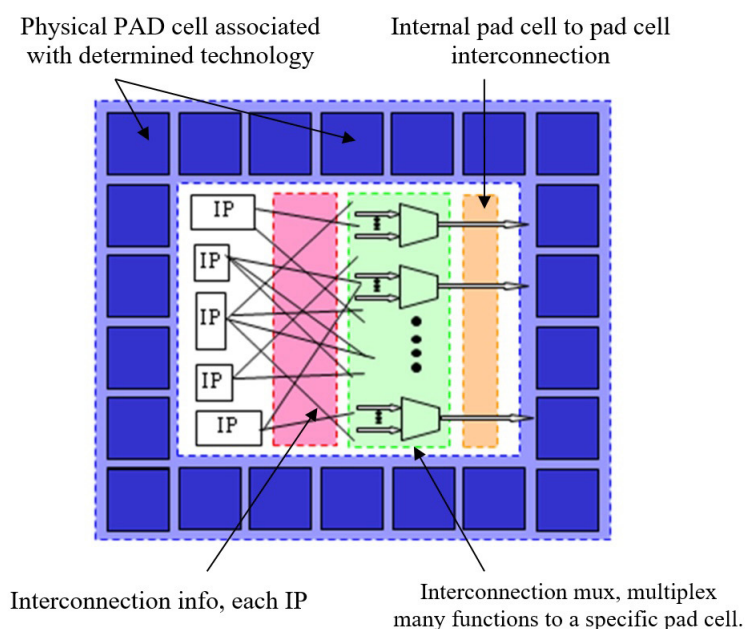 Physical PAD cell associated
with determined technology
Internal pad cell to pad cell
interconnection
IP
IP
IP
IP
IP
Interconnection info, each IP
Interconnection mux, multiplex
many functions to a specific pad cell.